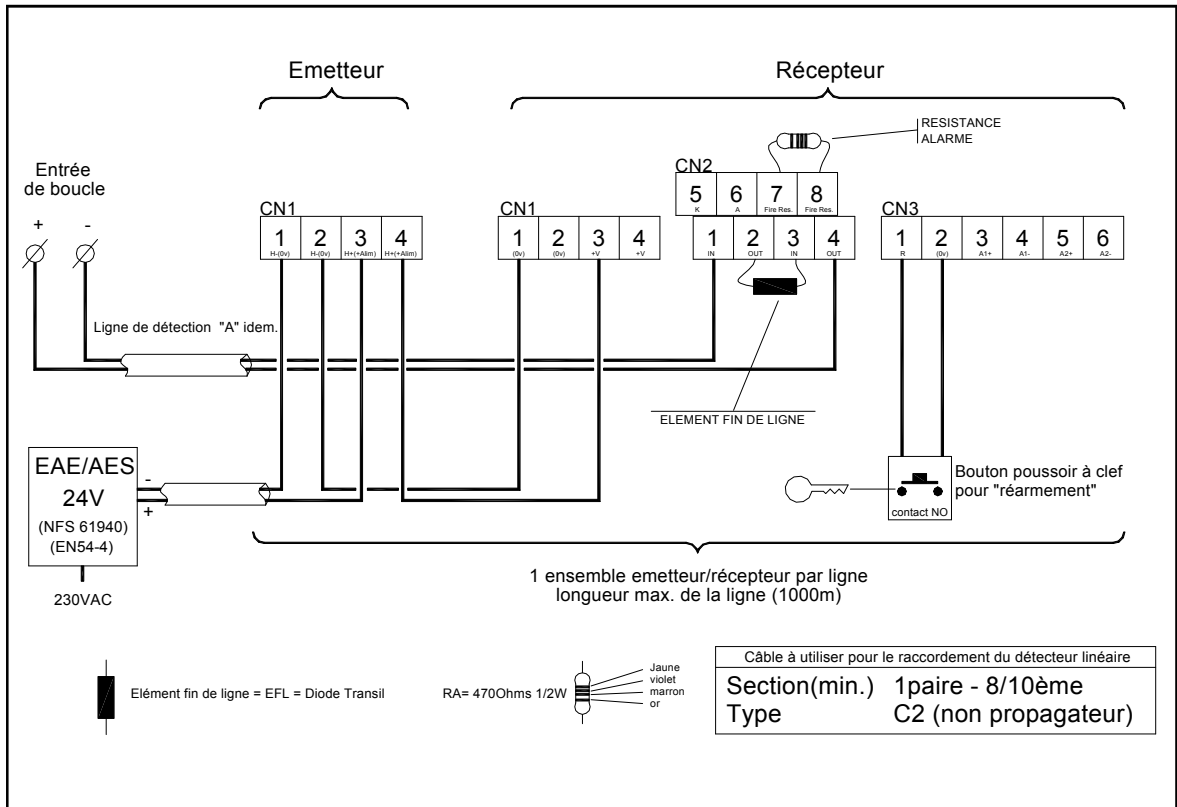 Emetteur
Récepteur
RESISTANCE
ALARME
Entrée
de boucle
+ -
CN2
5 6 7 8
K A Fire Res. Fire Res.
CN1
1 2 3 4
H-(0v) H-(0v) H+(+Alim) H+(+Alim)
CN1
1 2 3 4
(0v) (0v) +V +V
1 2 3 4
IN OUT IN OUT
CN3
1 2 3 4 5 6
R (0v) A1+ A1- A2+ A2-
Ligne de détection "A" idem.
ELEMENT FIN DE LIGNE
EAE/AES
24V
(NFS 61940)
(EN54-4)
-
+
230VAC
Bouton poussoir à clef
pour "réarmement"
contact NO
1 ensemble emetteur/récepteur par ligne
longueur max. de la ligne (1000m)
Elément fin de ligne = EFL = Diode Transil
RA= 470Ohms 1/2W
Jaune
violet
marron
or
Câble à utiliser pour le raccordement du détecteur linéaire
Section(min.) 1paire - 8/10ème
Type C2 (non propagateur)